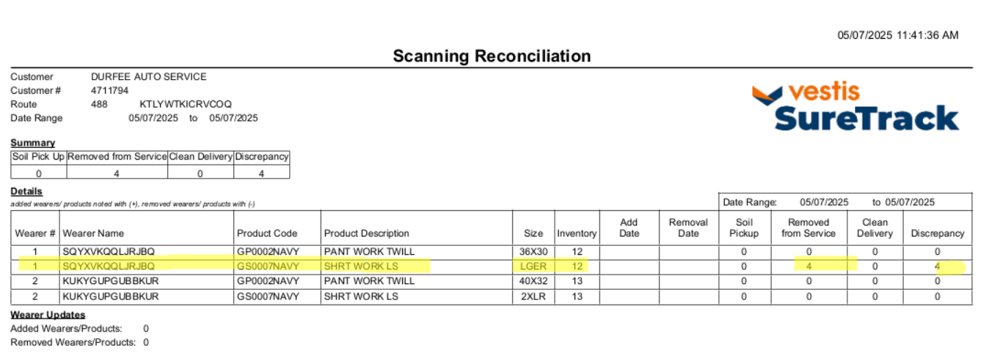 05/07/2025 11:41:36 AM
Scanning Reconciliation
Customer DURFEE AUTO SERVICE
Customer # 4711794
Route 488 KTLYWTKICRVCOQ
Date Range 05/07/2025 to 05/07/2025
vestis
SureTrack
Summary
Soil Pick Up Removed from Service Clean Delivery Discrepancy
0 4 0 4
Details
added wearers/ products noted with (+), removed wearers/ products with (-)
Date Range: 05/07/2025 to 05/07/2025
Wearer # Wearer Name Product Code Product Description Size Inventory Add Date Removal Date Soil Pickup Removed from Service Clean Delivery Discrepancy
1 SQYXVKQQLJRJBQ GP0002NAVY PANT WORK TWILL 36X30 12 0 0 0 0
1 SQYXVKQQLJRJBQ GS0007NAVY SHRT WORK LS LGER 12 0 4 0 4
2 KUKYGUPGUBBKUR GP0002NAVY PANT WORK TWILL 40X32 13 0 0 0 0
2 KUKYGUPGUBBKUR GS0007NAVY SHRT WORK LS 2XLR 13 0 0 0 0
Wearer Updates
Added Wearers/Products: 0
Removed Wearers/Products: 0